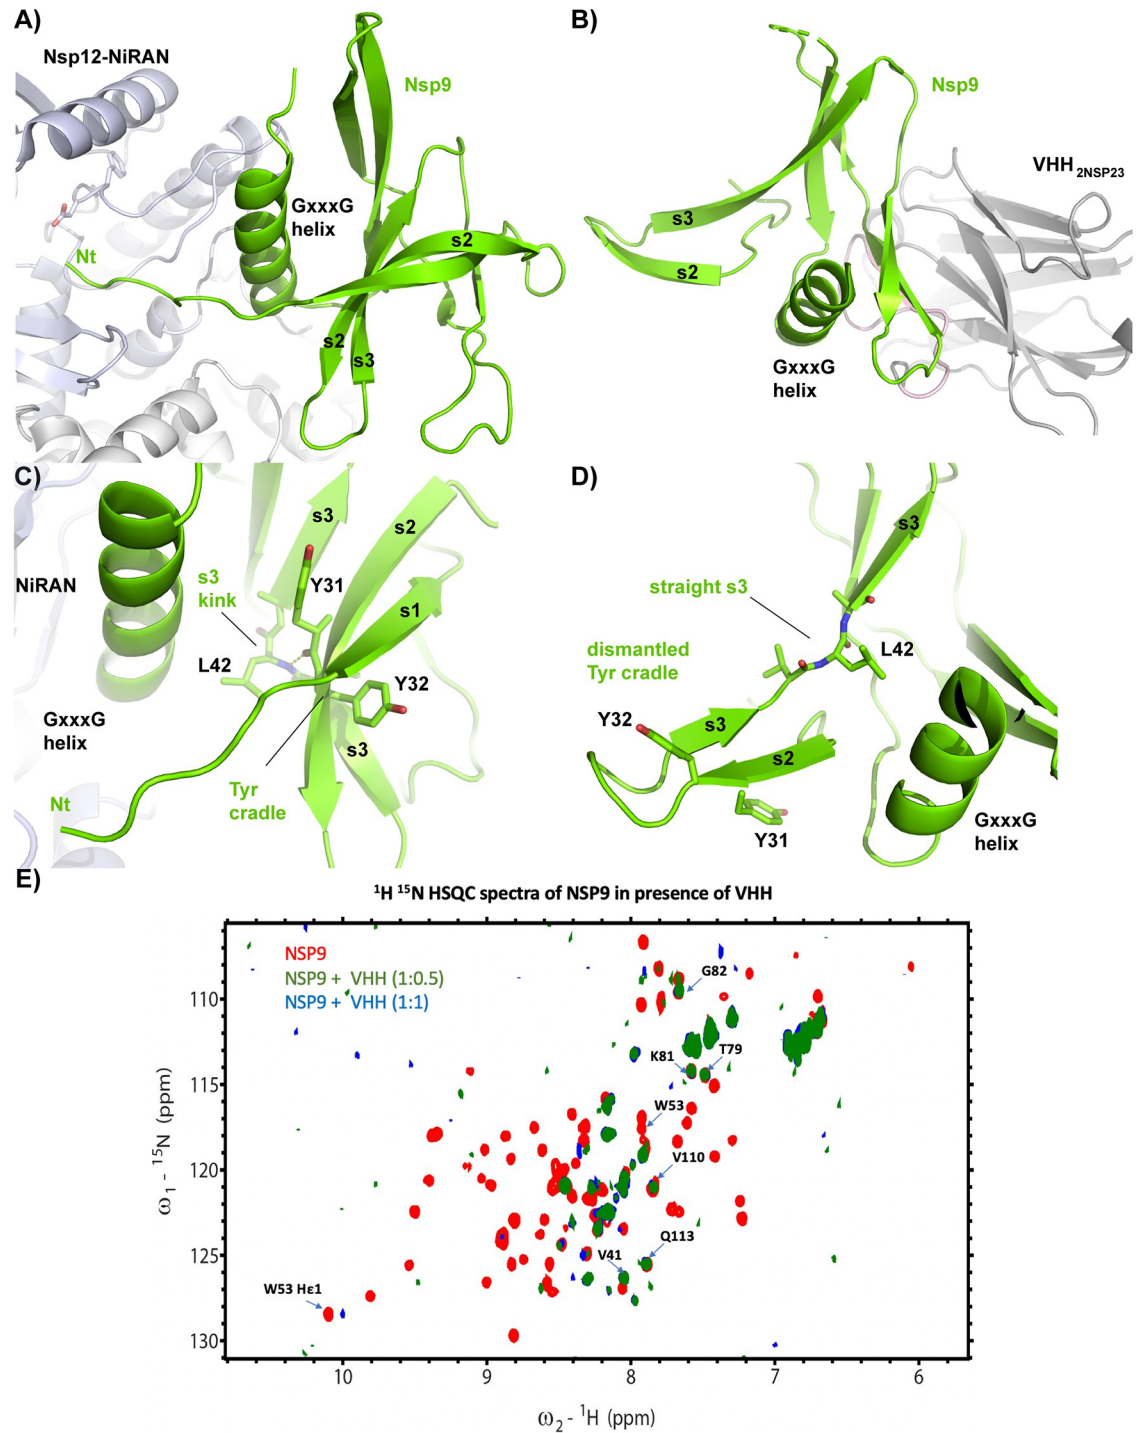 A)
Nsp12-NiRAN
Nsp9
GxxxG
helix
Nt
s2
s2
s3
B)
Nsp9
VHH2NSP23
s3
s2
GxxxG
helix
C)
s3
s2
NiRAN
s3
kink
Y31
s1
L42
Y32
GxxxG
helix
s3
Nt
Tyr
cradle
D)
s3
straight s3
L42
dismantled
Tyr cradle
Y32
s3
s2
Y31
GxxxG
helix
E)
¹H ¹⁵N HSQC spectra of NSP9 in presence of VHH
NSP9
NSP9 + VHH (1:0.5)
NSP9 + VHH (1:1)
G82
K81
T79
W53
V110
Q113
V41
W53 Hε1
110
115
120
125
130
ω₁ - ¹⁵N (ppm)
10
9
8
7
6
ω₂ - ¹H (ppm)